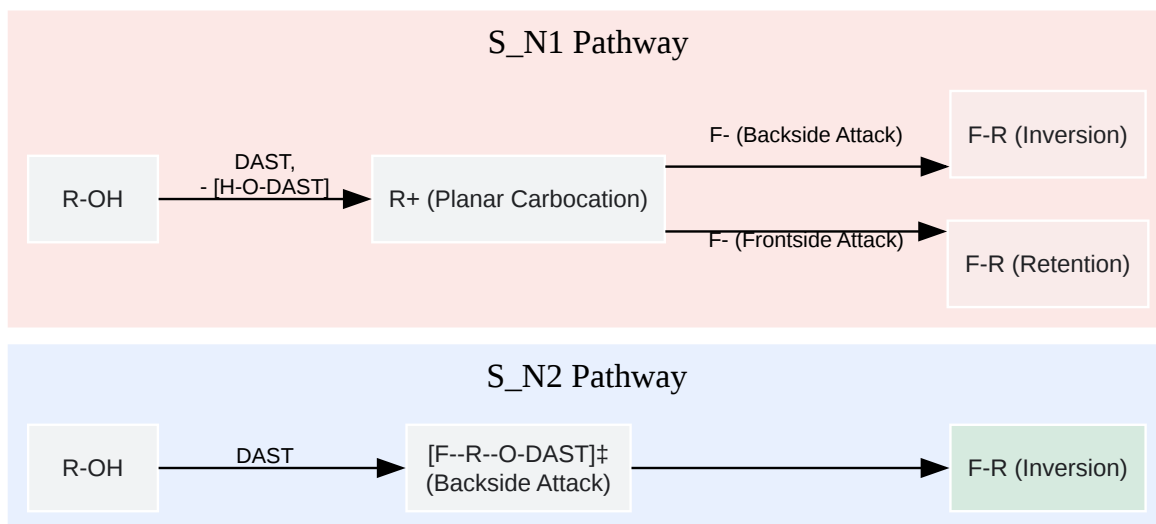 S_N1 Pathway
R-OH
DAST,
- [H-O-DAST]
R+ (Planar Carbocation)
F- (Backside Attack)
F-R (Inversion)
F- (Frontside Attack)
F-R (Retention)
S_N2 Pathway
R-OH
DAST
[F--R--O-DAST]‡
(Backside Attack)
F-R (Inversion)